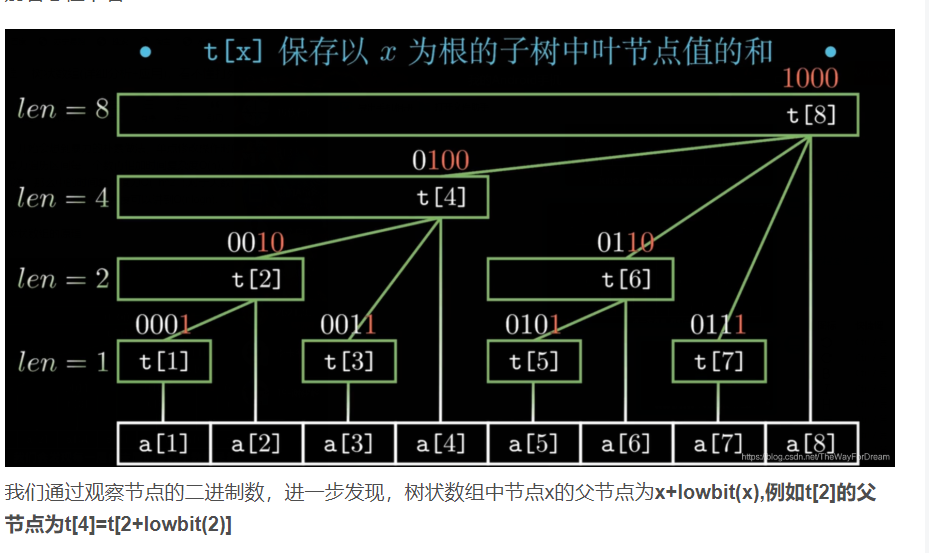 • t[x] 保存以 x 为根的子树中叶节点值的和 •
1000
len = 8 t[8]
0100
len = 4 t[4]
0010 0110
len = 2 t[2] t[6]
0001 0011 0101 0111
len = 1 t[1] t[3] t[5] t[7]
a[1] a[2] a[3] a[4] a[5] a[6] a[7] a[8]
https://blog.csdn.net/TheWayForDream
我们通过观察节点的二进制数，进一步发现，树状数组中节点x的父节点为x+lowbit(x),例如t[2]的父
节点为t[4]=t[2+lowbit(2)]